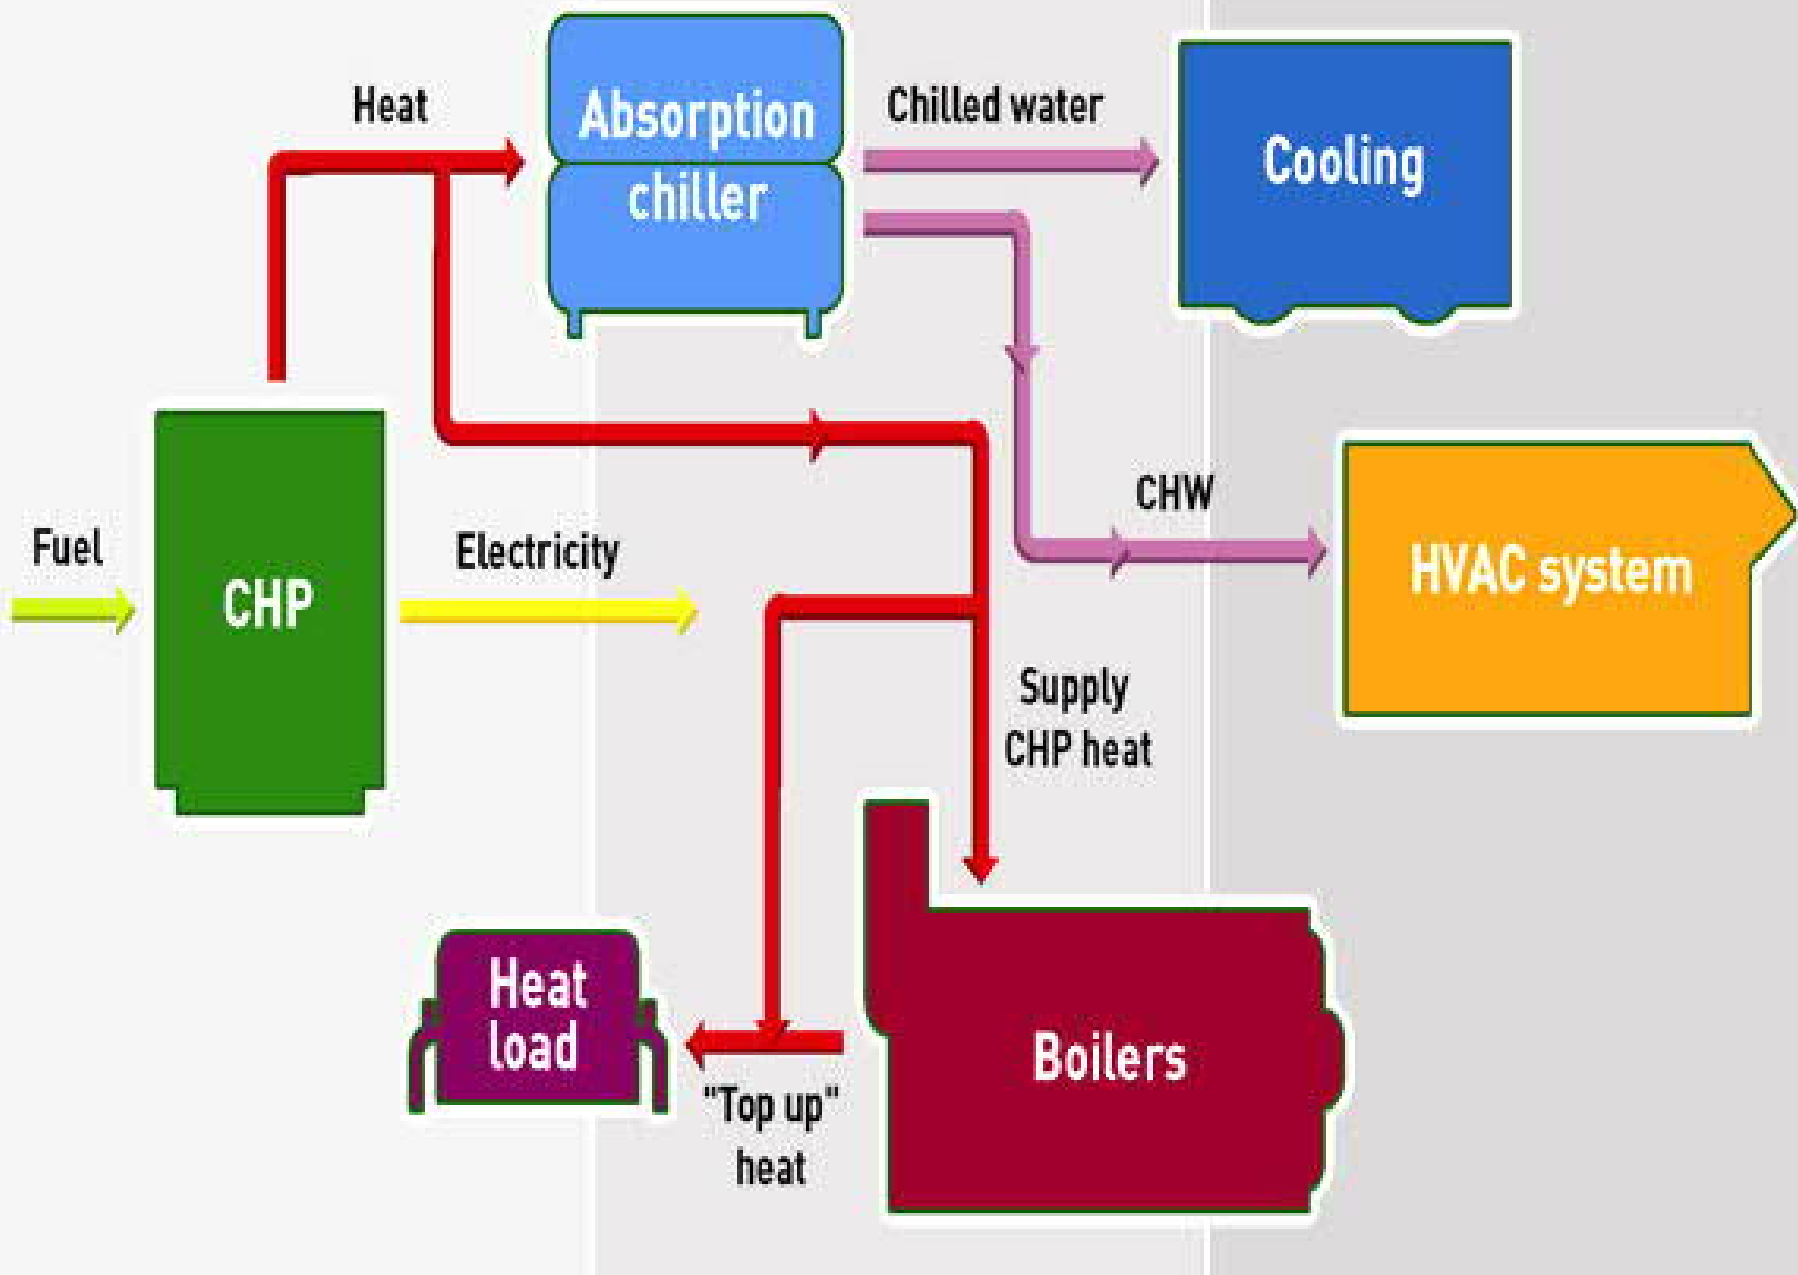 Heat
Absorption
chiller
Chilled water
Cooling
Fuel
CHP
Electricity
CHW
HVAC system
Supply
CHP heat
Heat
load
"Top up"
heat
Boilers